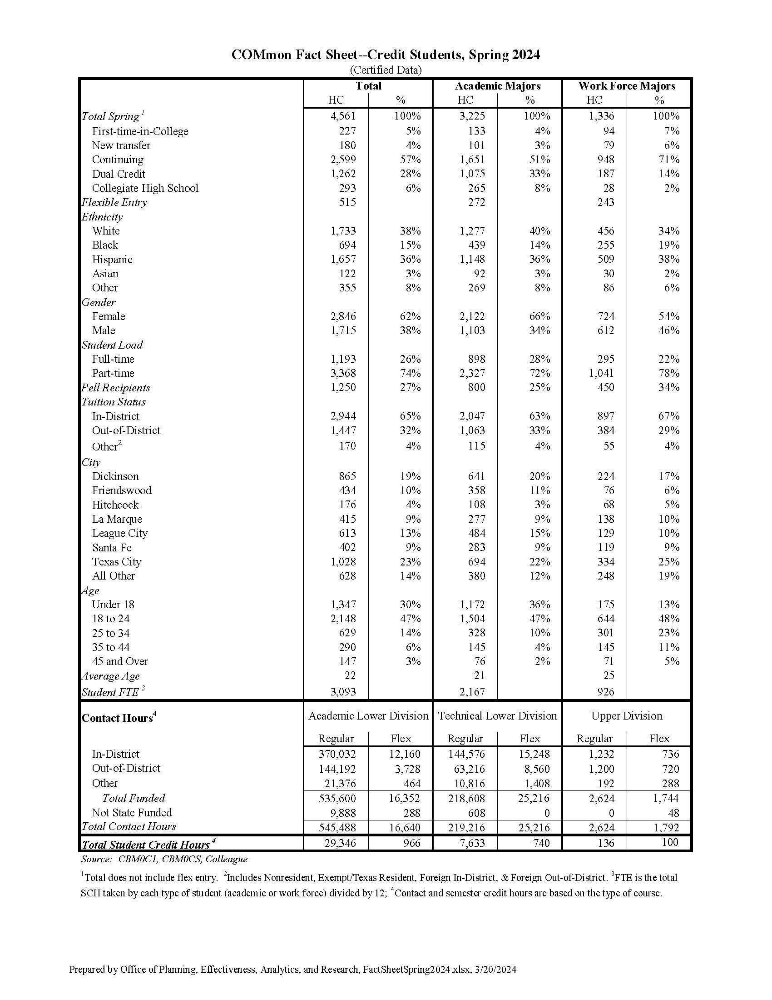 COMmon Fact Sheet--Credit Students, Spring 2024
(Certified Data)
Total Academic Majors Work Force Majors
HC % HC % HC %
Total Spring 1 4,561 100% 3,225 100% 1,336 100%
First-time-in-College 227 5% 133 4% 94 7%
New transfer 180 4% 101 3% 79 6%
Continuing 2,599 57% 1,651 51% 948 71%
Dual Credit 1,262 28% 1,075 33% 187 14%
Collegiate High School 293 6% 265 8% 28 2%
Flexible Entry 515 272 243
Ethnicity
White 1,733 38% 1,277 40% 456 34%
Black 694 15% 439 14% 255 19%
Hispanic 1,657 36% 1,148 36% 509 38%
Asian 122 3% 92 3% 30 2%
Other 355 8% 269 8% 86 6%
Gender
Female 2,846 62% 2,122 66% 724 54%
Male 1,715 38% 1,103 34% 612 46%
Student Load
Full-time 1,193 26% 898 28% 295 22%
Part-time 3,368 74% 2,327 72% 1,041 78%
Pell Recipients 1,250 27% 800 25% 450 34%
Tuition Status
In-District 2,944 65% 2,047 63% 897 67%
Out-of-District 1,447 32% 1,063 33% 384 29%
Other2 170 4% 115 4% 55 4%
City
Dickinson 865 19% 641 20% 224 17%
Friendswood 434 10% 358 11% 76 6%
Hitchcock 176 4% 108 3% 68 5%
La Marque 415 9% 277 9% 138 10%
League City 613 13% 484 15% 129 10%
Santa Fe 402 9% 283 9% 119 9%
Texas City 1,028 23% 694 22% 334 25%
All Other 628 14% 380 12% 248 19%
Age
Under 18 1,347 30% 1,172 36% 175 13%
18 to 24 2,148 47% 1,504 47% 644 48%
25 to 34 629 14% 328 10% 301 23%
35 to 44 290 6% 145 4% 145 11%
45 and Over 147 3% 76 2% 71 5%
Average Age 22 21 25
Student FTE 3 3,093 2,167 926
Contact Hours4 Academic Lower Division Technical Lower Division Upper Division
Regular Flex Regular Flex Regular Flex
In-District 370,032 12,160 144,576 15,248 1,232 736
Out-of-District 144,192 3,728 63,216 8,560 1,200 720
Other 21,376 464 10,816 1,408 192 288
Total Funded 535,600 16,352 218,608 25,216 2,624 1,744
Not State Funded 9,888 288 608 0 0 48
Total Contact Hours 545,488 16,640 219,216 25,216 2,624 1,792
Total Student Credit Hours 4 29,346 966 7,633 740 136 100
Source: CBM0C1, CBM0CS, Colleague
1Total does not include flex entry. 2Includes Nonresident, Exempt/Texas Resident, Foreign In-District, & Foreign Out-of-District. 3FTE is the total
SCH taken by each type of student (academic or work force) divided by 12; 4Contact and semester credit hours are based on the type of course.
Prepared by Office of Planning, Effectiveness, Analytics, and Research, FactSheetSpring2024.xlsx, 3/20/2024